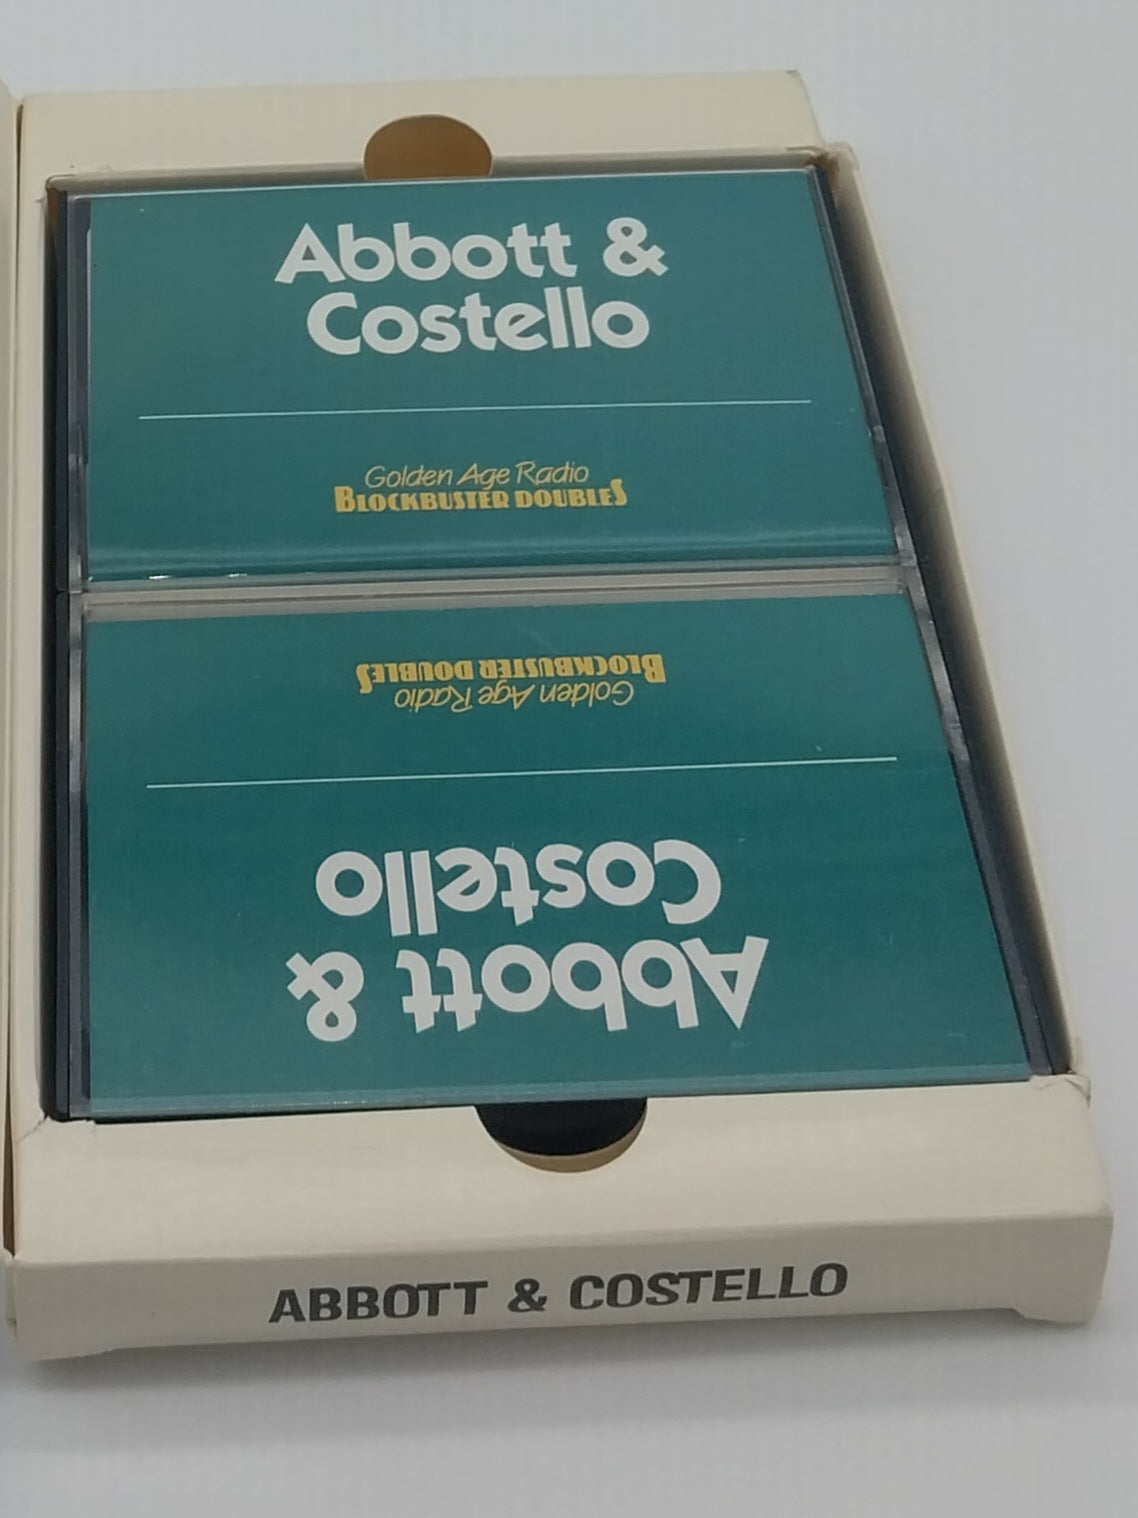 Abbott &
Costello
Golden Age Radio
BLOCKBUSTER DOUBLES
Abbott &
Costello
Golden Age Radio
BLOCKBUSTER DOUBLES
ABBOTT & COSTELLO